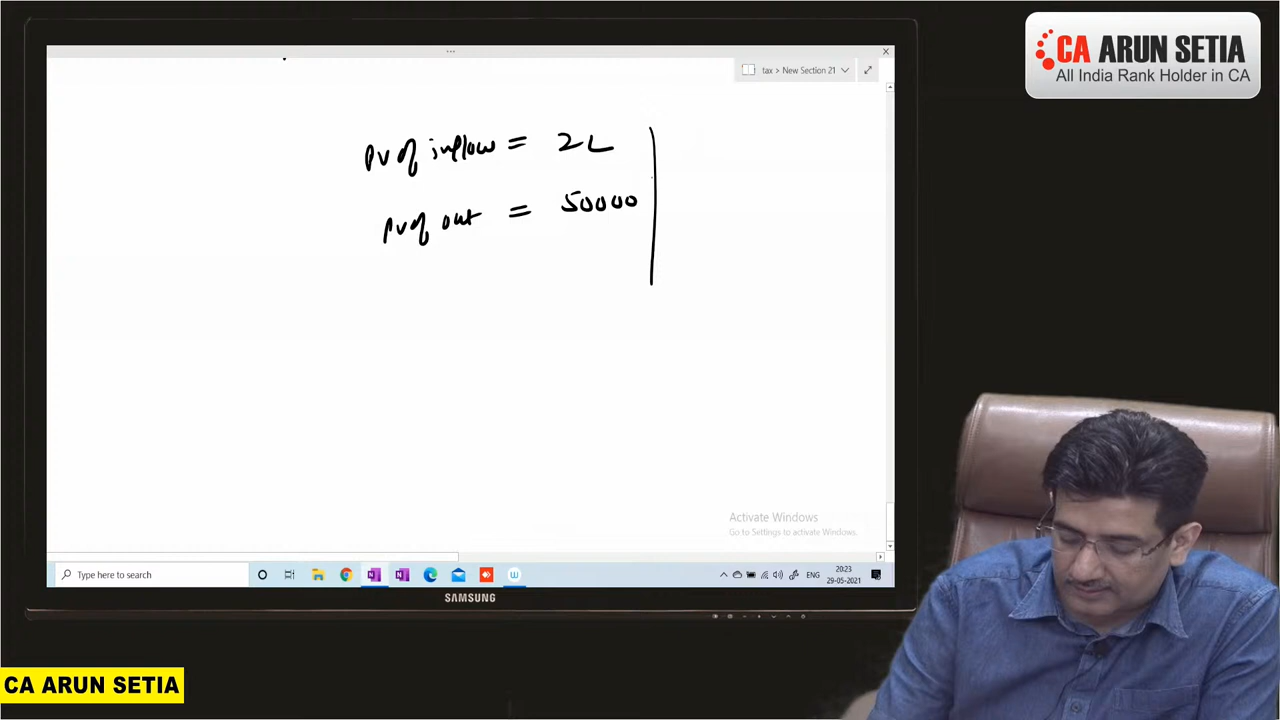 CA ARUN SETIA
All India Rank Holder in CA
tax > New Section 21
PV of inflow = 2 L
PV of out = 50000
Activate Windows
Go to Settings to activate Windows.
Type here to search
ENG
20:23
29-05-2021
SAMSUNG
CA ARUN SETIA